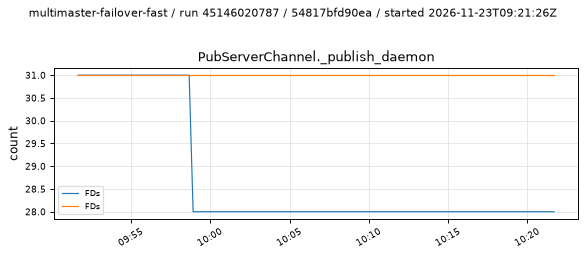 multimaster-failover-fast / run 45146020787 / 54817bfd90ea / started 2026-11-23T09:21:26Z
PubServerChannel._publish_daemon
31.0
30.5
30.0
29.5
29.0
28.5
28.0
count
FDs
FDs
09:55
10:00
10:05
10:10
10:15
10:20